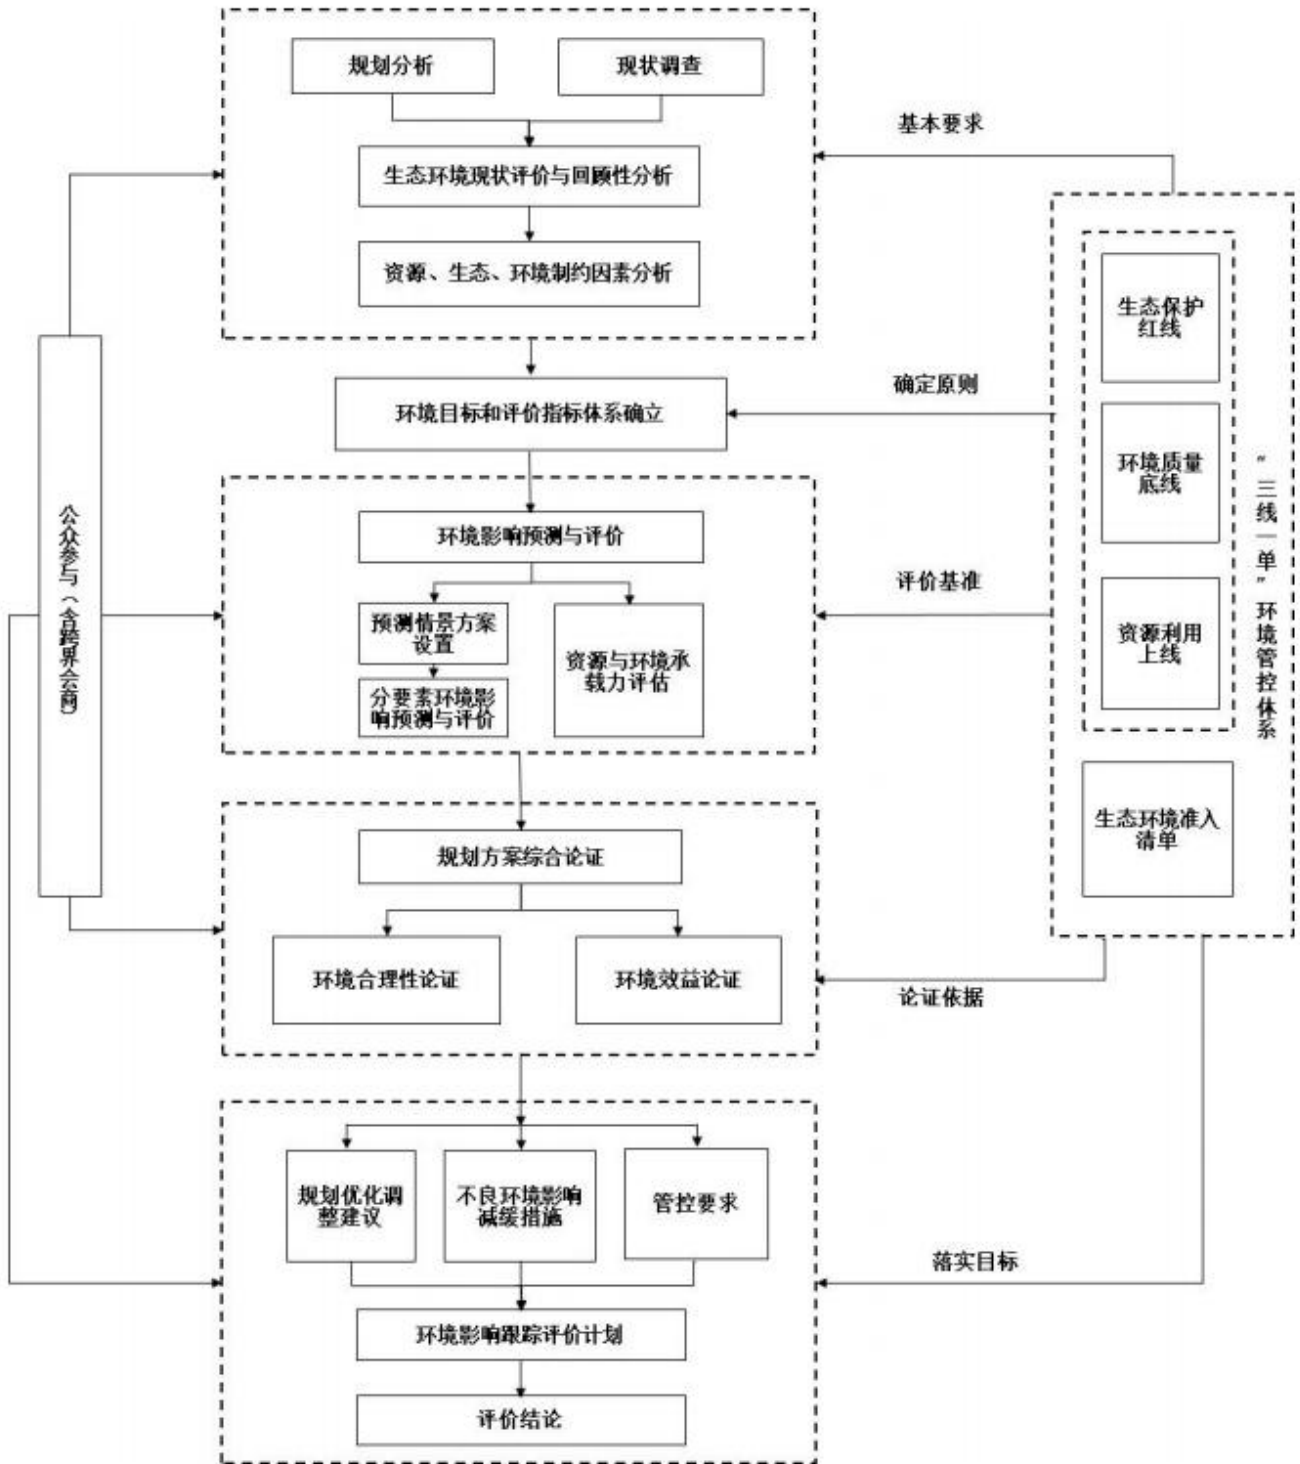 规划分析
现状调查
基本要求
生态环境现状评价与回顾性分析
资源、生态、环境制约因素分析
生态保护
红线
确定原则
环境目标和评价指标体系确立
环境质量
底线
“三线一单”环境管控体系
公众参与（含跨界会商）
环境影响预测与评价
评价基准
预测情景方案
设置
资源与环境承
载力评估
资源利用
上线
分要素环境影
响预测与评价
生态环境准入
清单
规划方案综合论证
环境合理性论证
环境效益论证
论证依据
规划优化调
整建议
不良环境影响
减缓措施
管控要求
落实目标
环境影响跟踪评价计划
评价结论